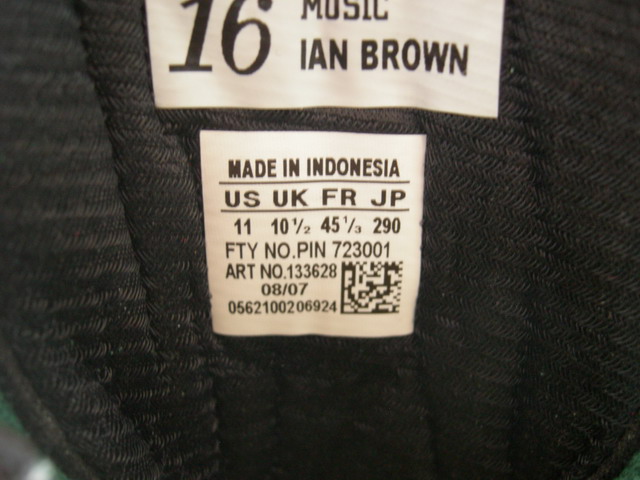 16 MUSIC
IAN BROWN
MADE IN INDONESIA
US UK FR JP
11 10½ 45⅓ 290
FTY NO.PIN 723001
ART NO.133628
08/07
0562100206924